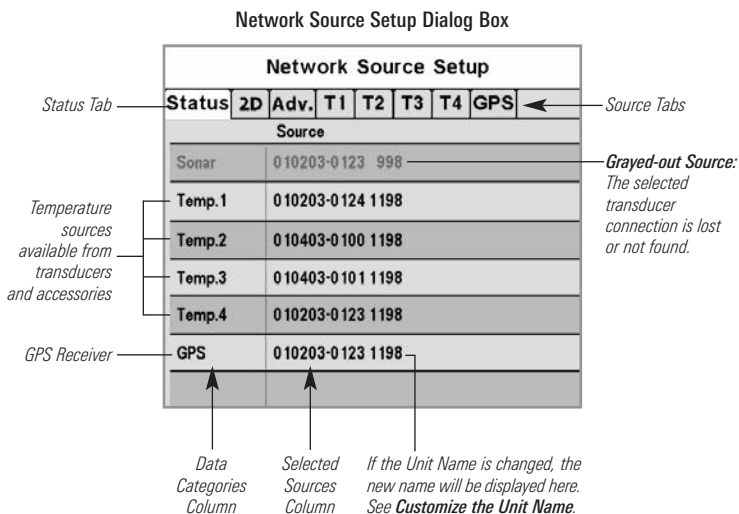 Network Source Setup Dialog Box
Network Source Setup
Status 2D Adv. T1 T2 T3 T4 GPS
Status Tab
Source Tabs
Source
Sonar 010203-0123 998
Grayed-out Source:
The selected
transducer
connection is lost
or not found.
Temp.1 010203-0124 1198
Temp.2 010403-0100 1198
Temp.3 010403-0101 1198
Temp.4 010203-0123 1198
Temperature
sources
available from
transducers
and accessories
GPS Receiver
GPS 010203-0123 1198
Data
Categories
Column
Selected
Sources
Column
If the Unit Name is changed, the
new name will be displayed here.
See Customize the Unit Name.